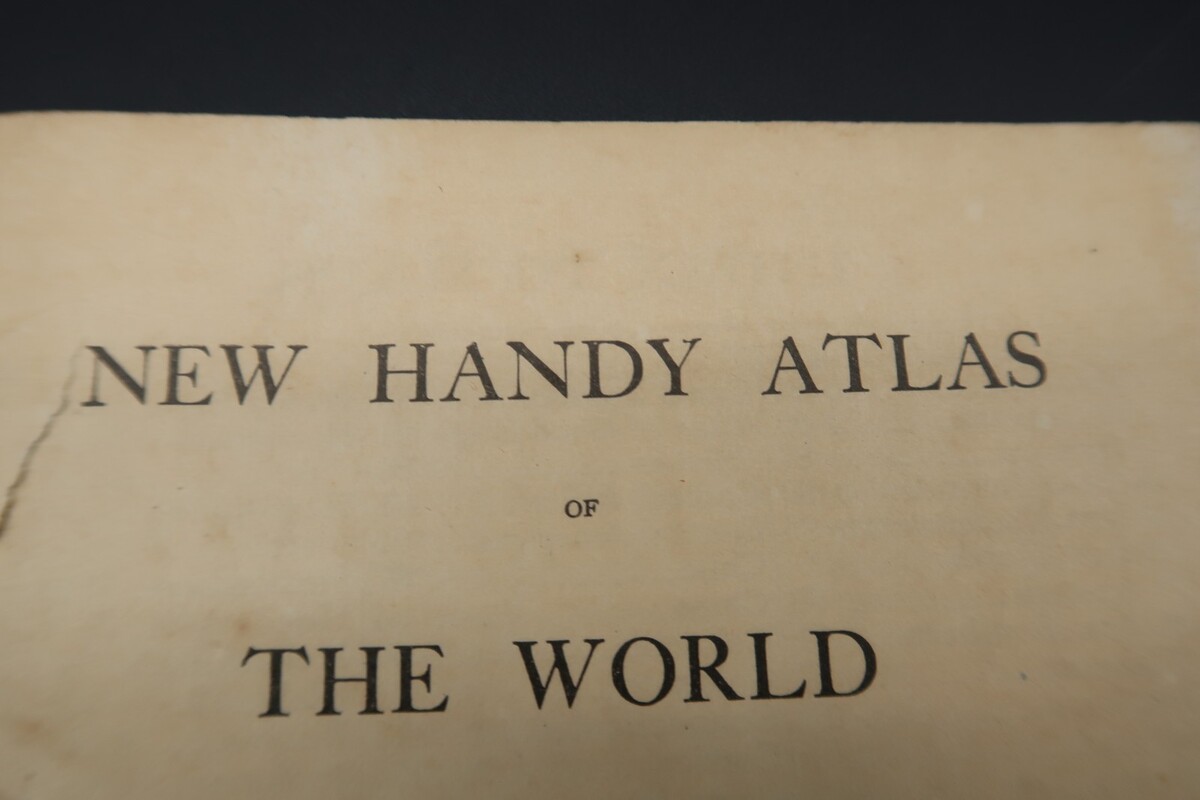 NEW HANDY ATLAS
OF
THE WORLD